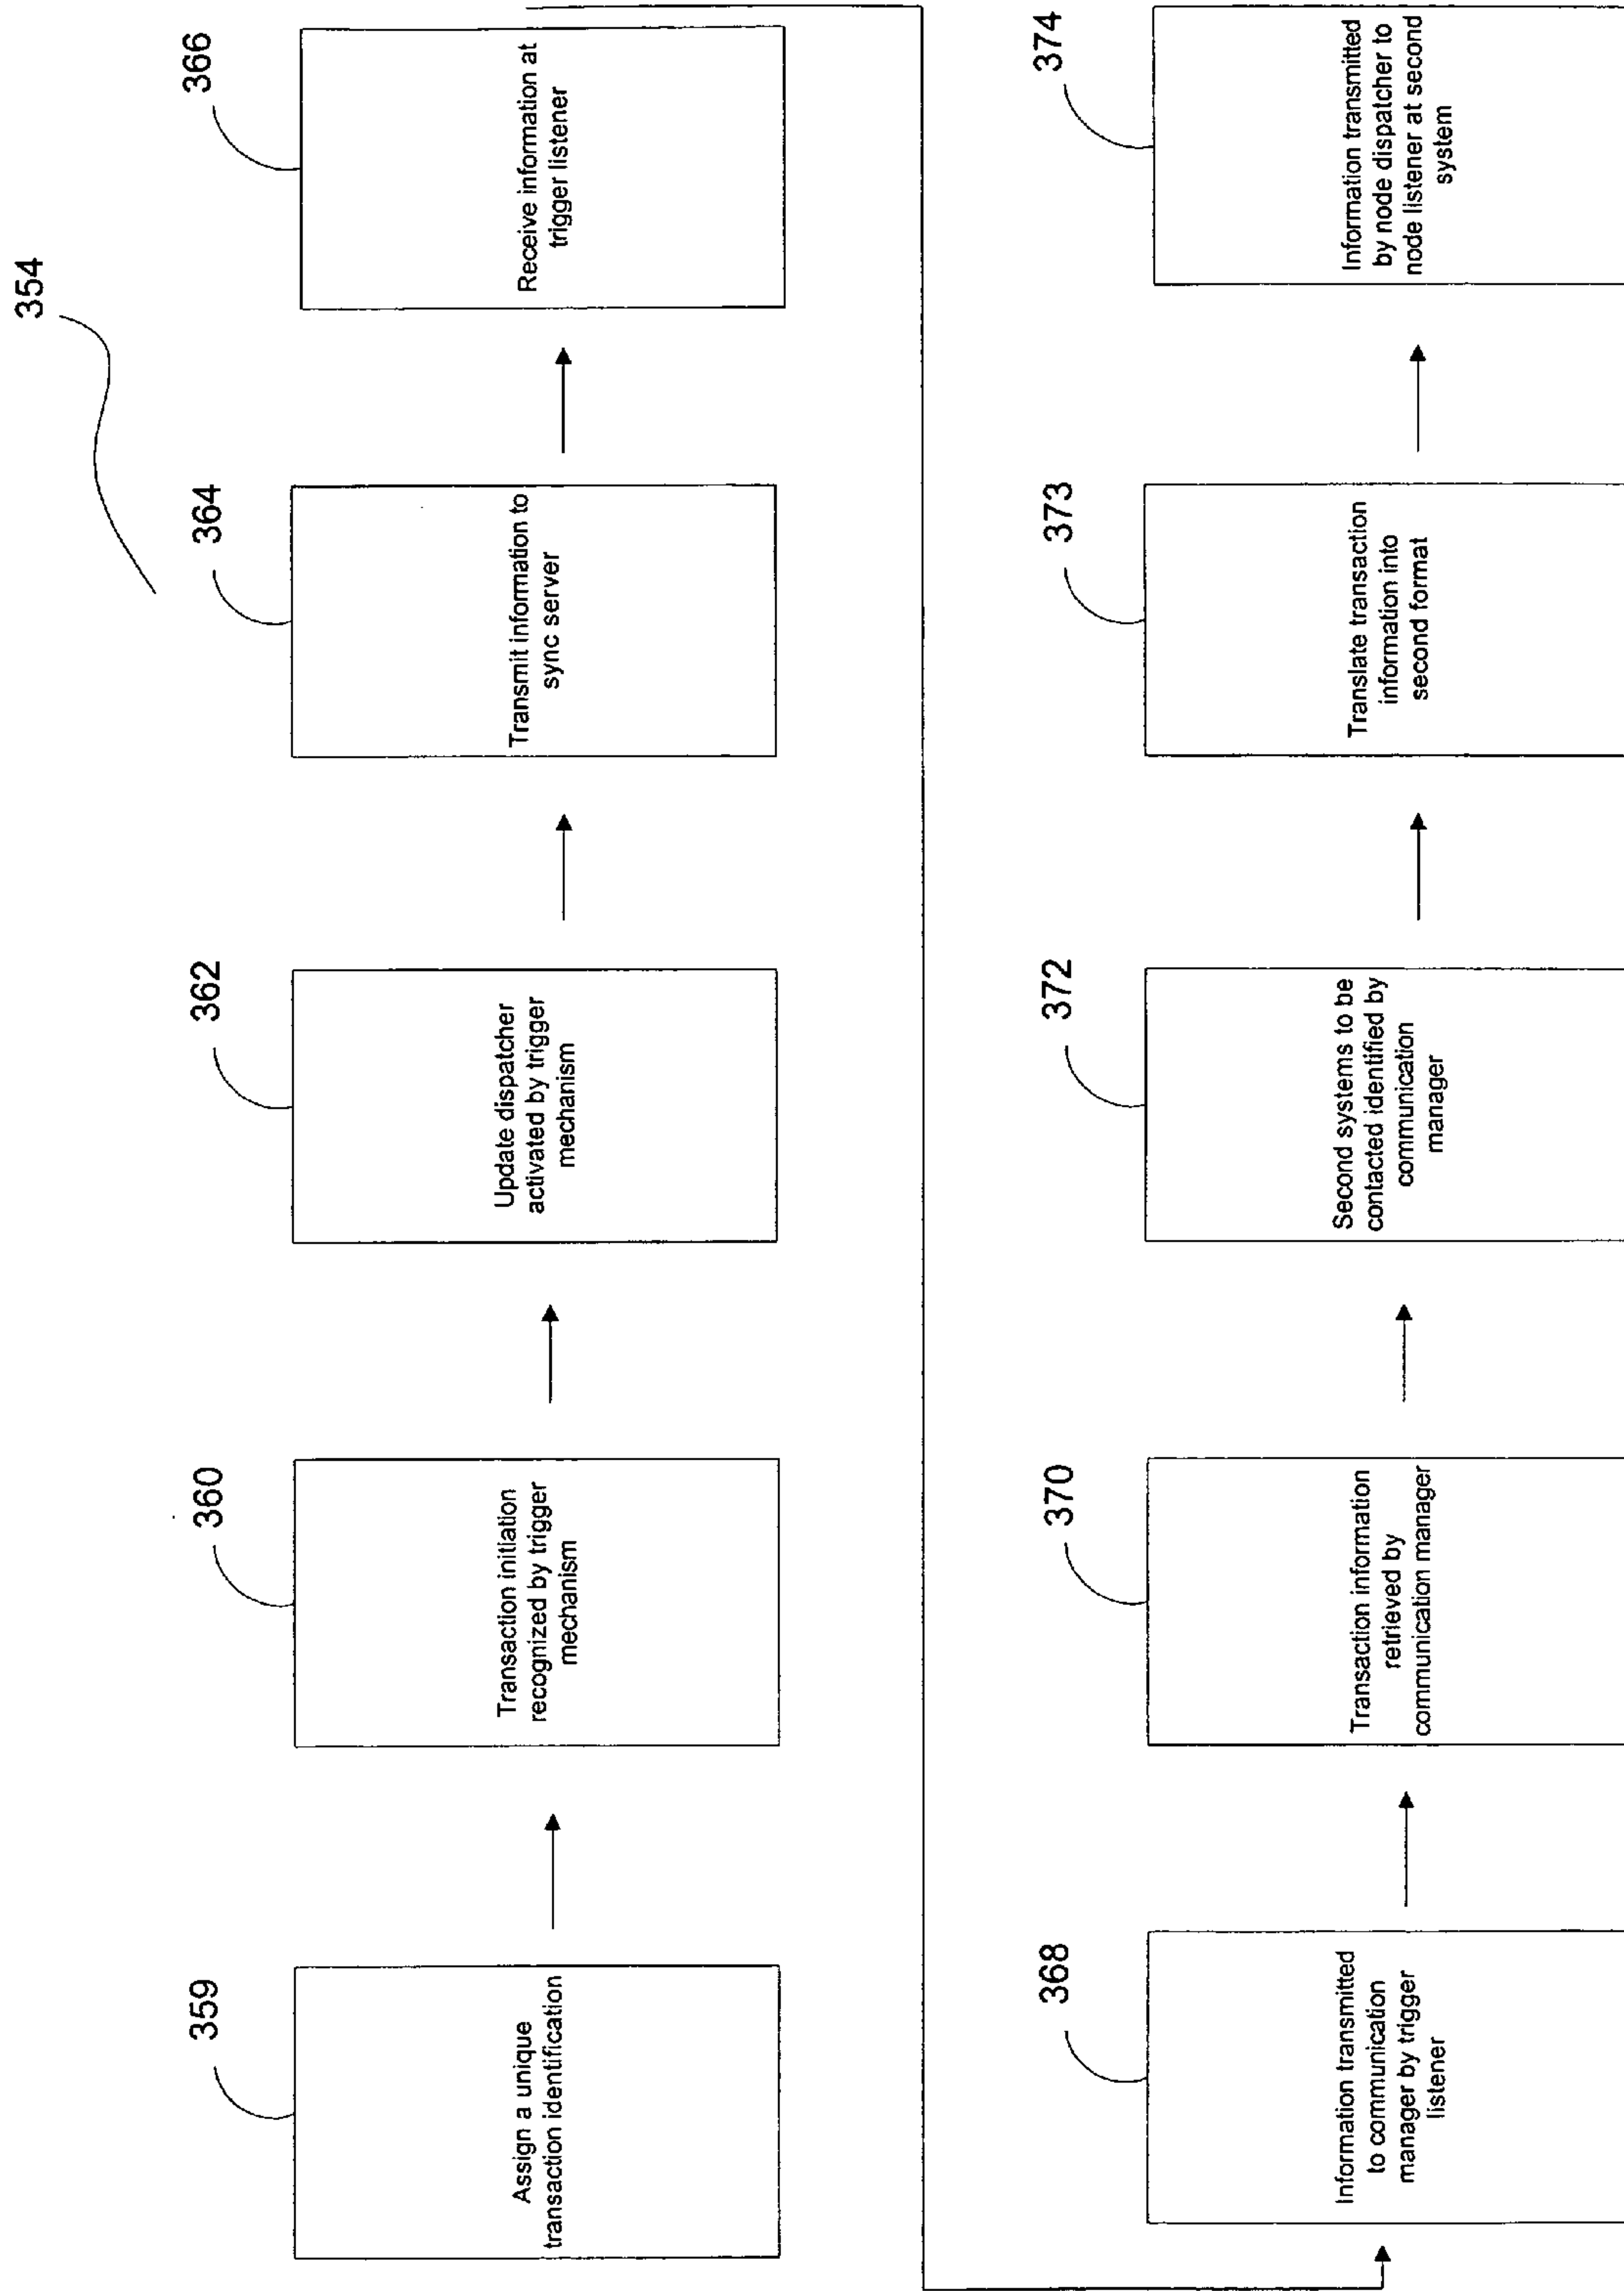 354
359
Assign a unique
transaction identification
360
Transaction initiation
recognized by trigger
mechanism
362
Update dispatcher
activated by trigger
mechanism
364
Transmit information to
sync server
366
Receive information at
trigger listener
368
Information transmitted
to communication
manager by trigger
listener
370
Transaction information
retrieved by
communication manager
372
Second systems to be
contacted identified by
communication
manager
373
Translate transaction
information into
second format
374
Information transmitted
by node dispatcher to
node listener at second
system